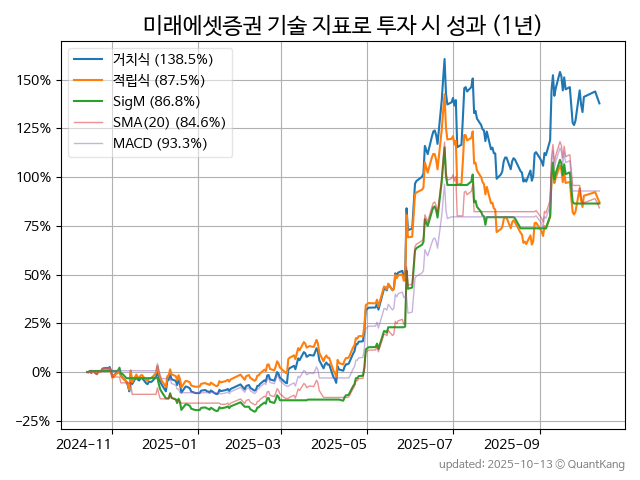 미래에셋증권 기술 지표로 투자 시 성과 (1년)
거치식 (138.5%)
적립식 (87.5%)
SigM (86.8%)
SMA(20) (84.6%)
MACD (93.3%)
150%
125%
100%
75%
50%
25%
0%
−25%
2024-11
2025-01
2025-03
2025-05
2025-07
2025-09
updated: 2025-10-13 © QuantKang